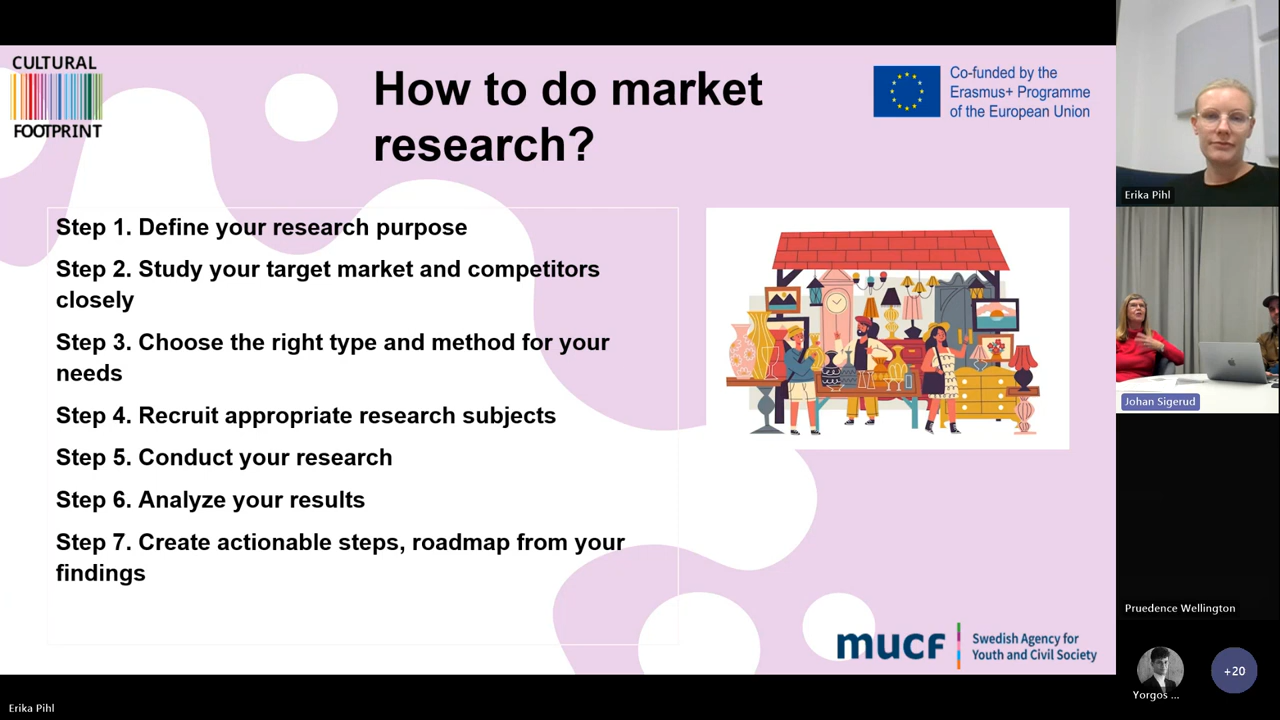 CULTURAL
FOOTPRINT
How to do market
research?
Co-funded by the
Erasmus+ Programme
of the European Union
Step 1. Define your research purpose
Step 2. Study your target market and competitors
closely
Step 3. Choose the right type and method for your
needs
Step 4. Recruit appropriate research subjects
Step 5. Conduct your research
Step 6. Analyze your results
Step 7. Create actionable steps, roadmap from your
findings
mucf
Swedish Agency for
Youth and Civil Society
Erika Pihl
Erika Pihl
Johan Sigerud
Pruedence Wellington
Yorgos ...
+20